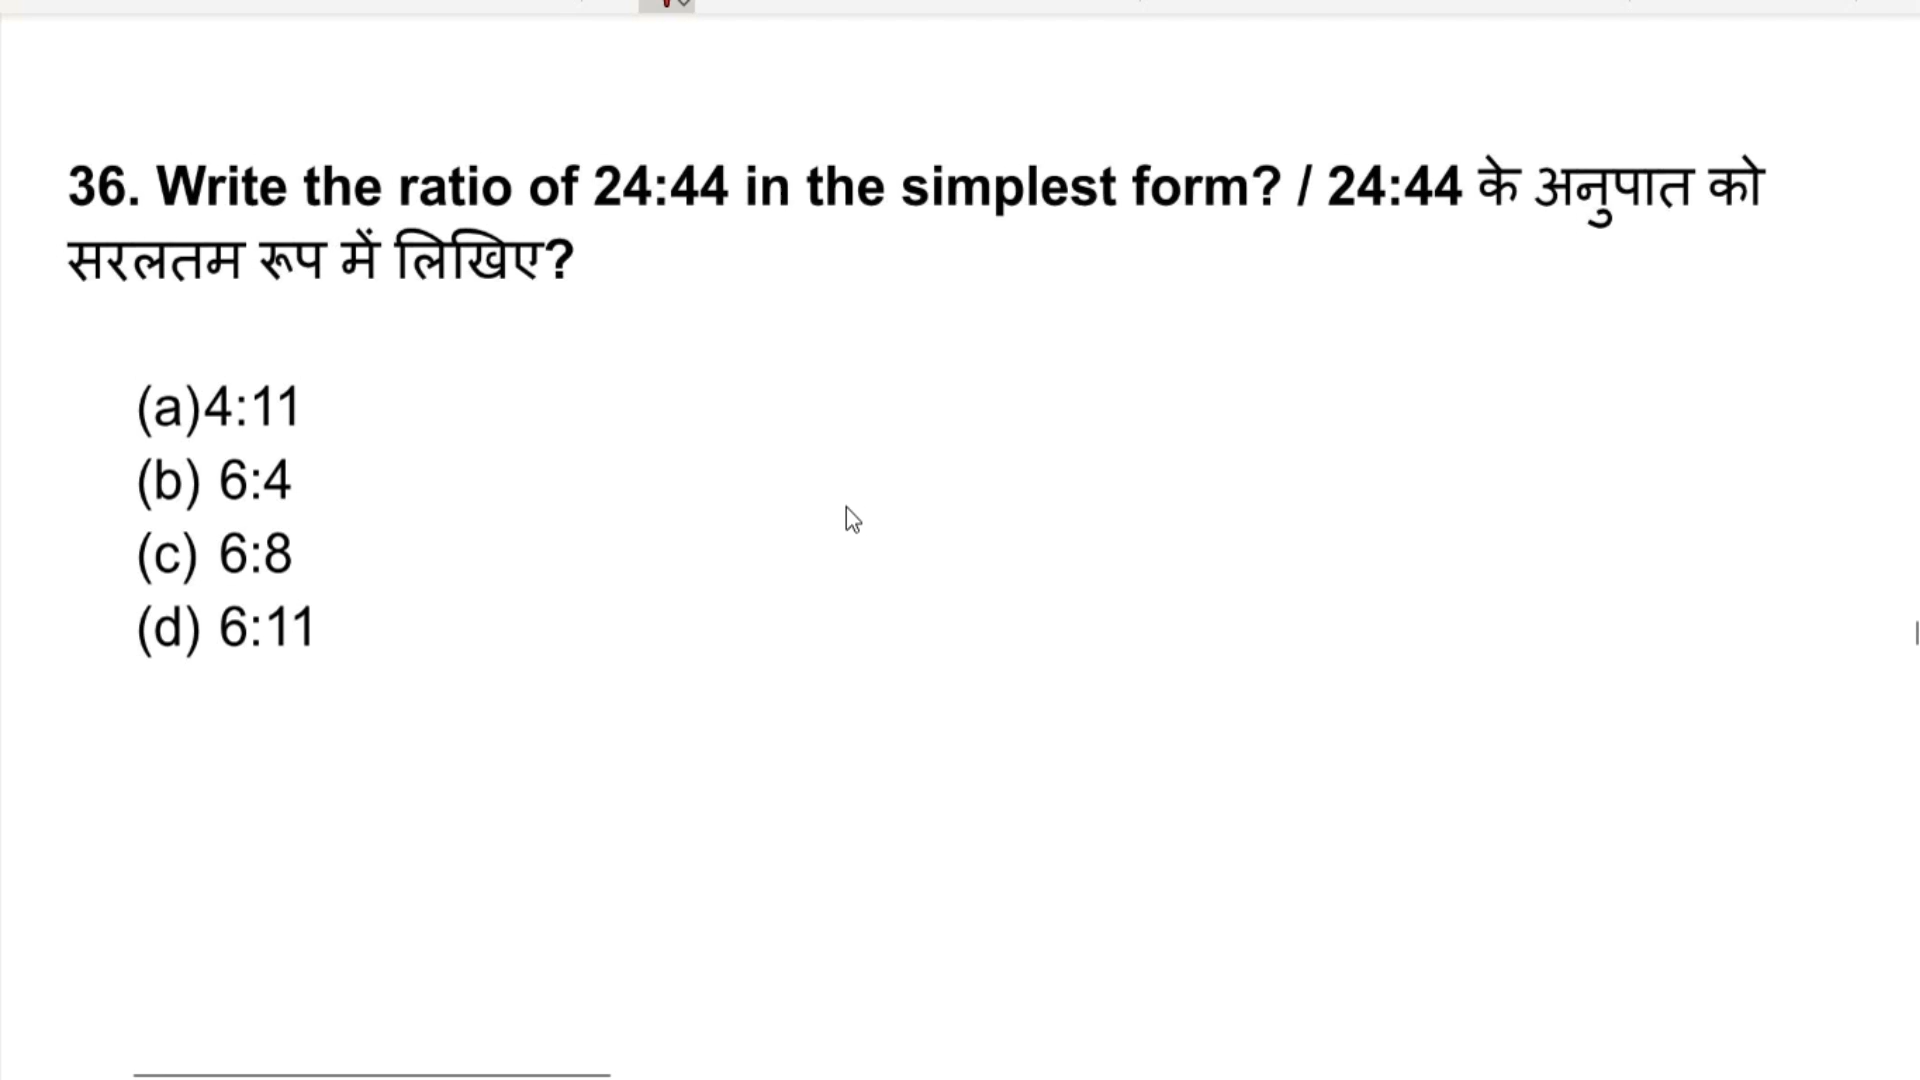 36. Write the ratio of 24:44 in the simplest form? / 24:44 के अनुपात को
सरलतम रूप में लिखिए?
(a)4:11
(b) 6:4
(c) 6:8
(d) 6:11